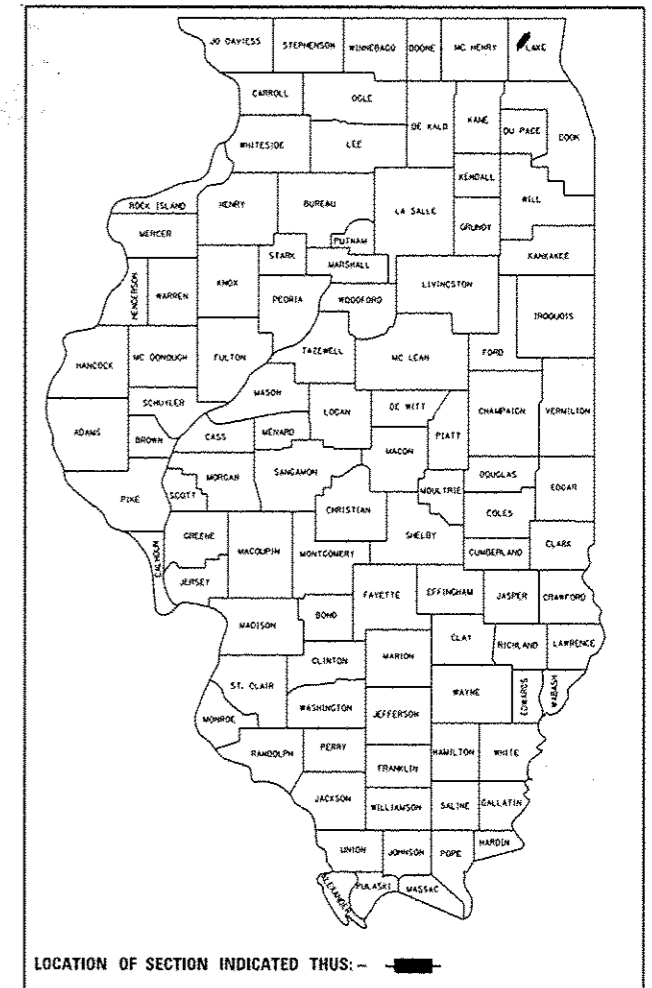 JO DAVIESS STEPHENSON WINNEBAGO BOONE MC HENRY LAKE
CARROLL OGLE DE KALB KANE DU PAGE COOK
WHITESIDE LEE
KENDALL WILL
ROCK ISLAND HENRY BUREAU LA SALLE GRUNDY
MERCER PUTNAM
STARK MARSHALL KANKAKEE
HENDERSON WARREN KNOX PEORIA WOODFORD LIVINGSTON IROQUOIS
HANCOCK MC DONOUGH FULTON TAZEWELL MC LEAN FORD
SCHUYLER MASON LOGAN DE WITT CHAMPAIGN VERMILION
ADAMS BROWN CASS MENARD MACON PIATT
PIKE SCOTT MORGAN SANGAMON CHRISTIAN MOULTRIE DOUGLAS EDGAR
COLES
CALHOUN GREENE MACOUPIN MONTGOMERY SHELBY CUMBERLAND CLARK
JERSEY
FAYETTE EFFINGHAM JASPER CRAWFORD
MADISON BOND CLAY RICHLAND LAWRENCE
CLINTON MARION
ST. CLAIR WAYNE EDWARDS WABASH
MONROE WASHINGTON JEFFERSON
RANDOLPH PERRY HAMILTON WHITE
FRANKLIN
JACKSON WILLIAMSON SALINE GALLATIN
UNION JOHNSON POPE HARDIN
ALEXANDER PULASKI MASSAC
LOCATION OF SECTION INDICATED THUS: –